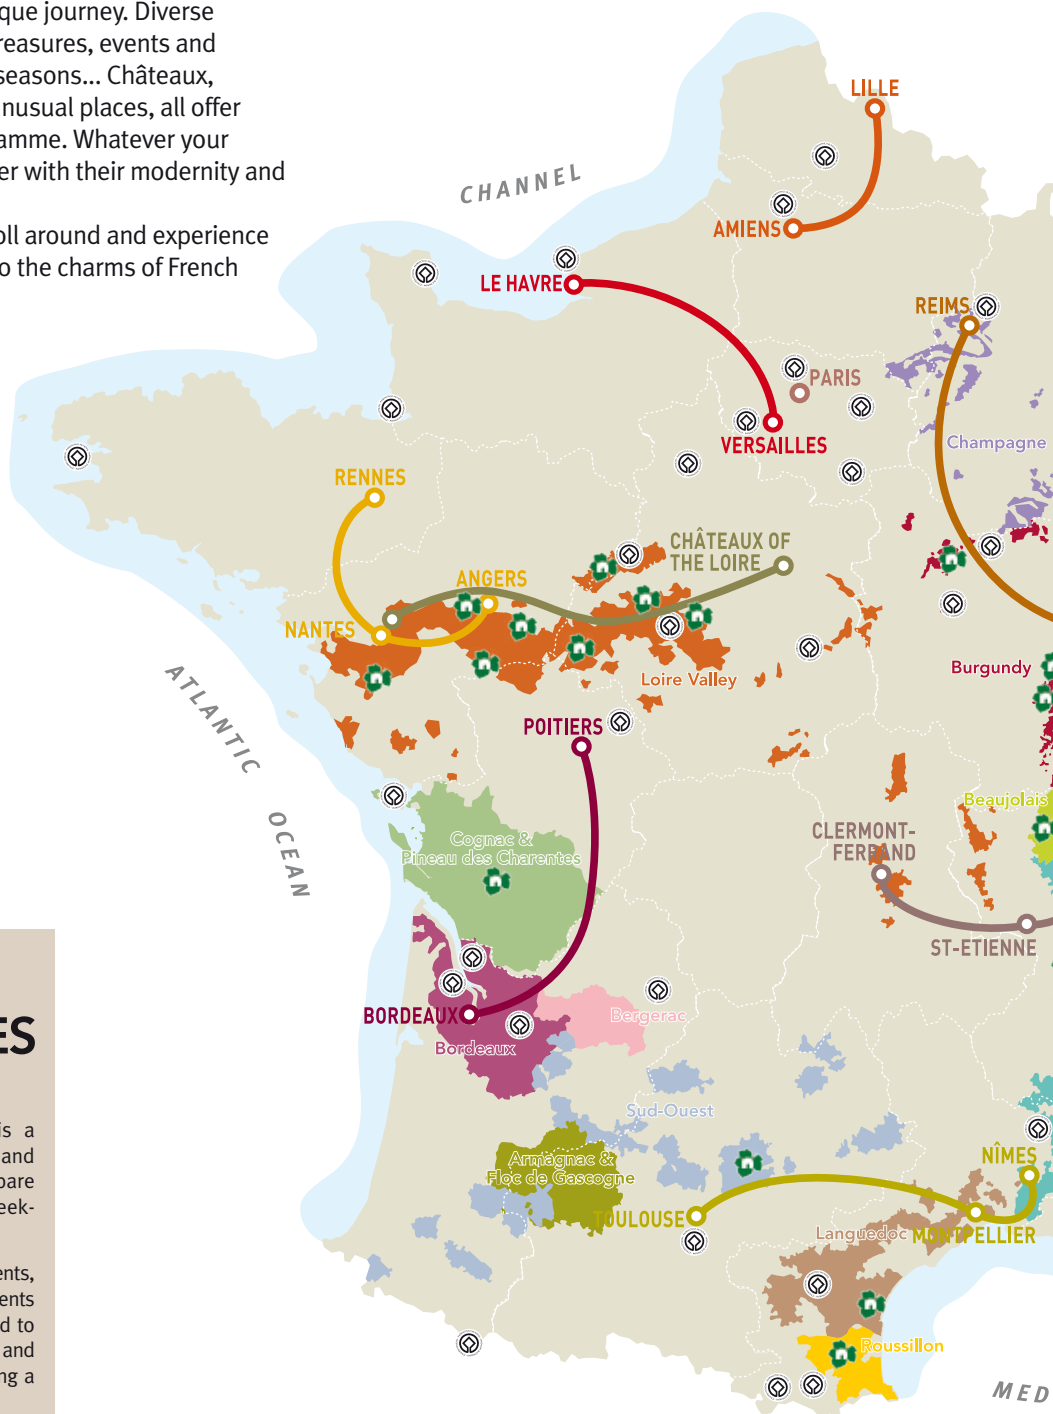 que journey. Diverse
reasures, events and
seasons... Châteaux,
nusual places, all offer
amme. Whatever your
er with their modernity and
oll around and experience
o the charms of French
CHANNEL
LILLE
AMIENS
LE HAVRE
REIMS
PARIS
VERSAILLES
Champagne
RENNES
CHÂTEAUX OF
THE LOIRE
ANGERS
NANTES
Loire Valley
Burgundy
ATLANTIC OCEAN
POITIERS
Beaujolais
CLERMONT-
FERRAND
Cognac &
Pineau des Charentes
ST-ETIENNE
BORDEAUX
Bordeaux
Bergerac
Sud-Ouest
Armagnac &
Floc de Gascogne
NÎMES
TOULOUSE
Languedoc
MONTPELLIER
Roussillon
MED
ES
is a
and
pare
eek-
ents,
ents
d to
and
ng a